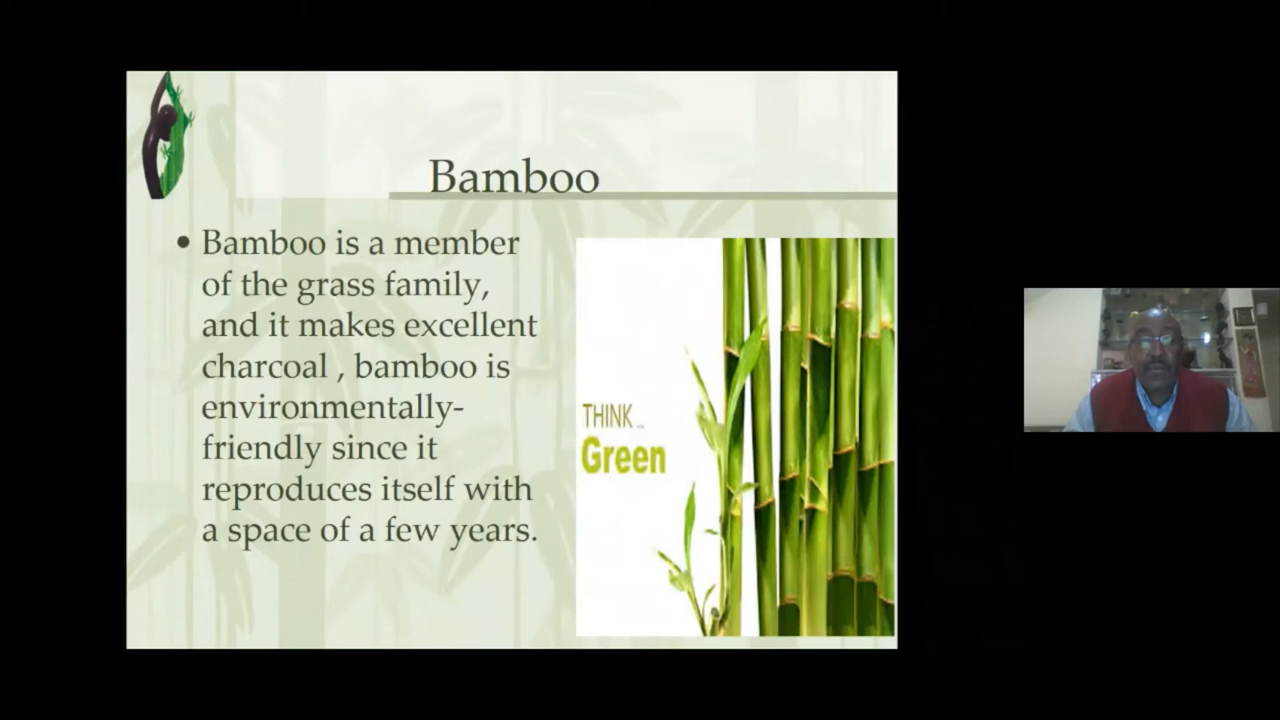 Bamboo
• Bamboo is a member
of the grass family,
and it makes excellent
charcoal , bamboo is
environmentally-
friendly since it
reproduces itself with
a space of a few years.
THINK ...
Green